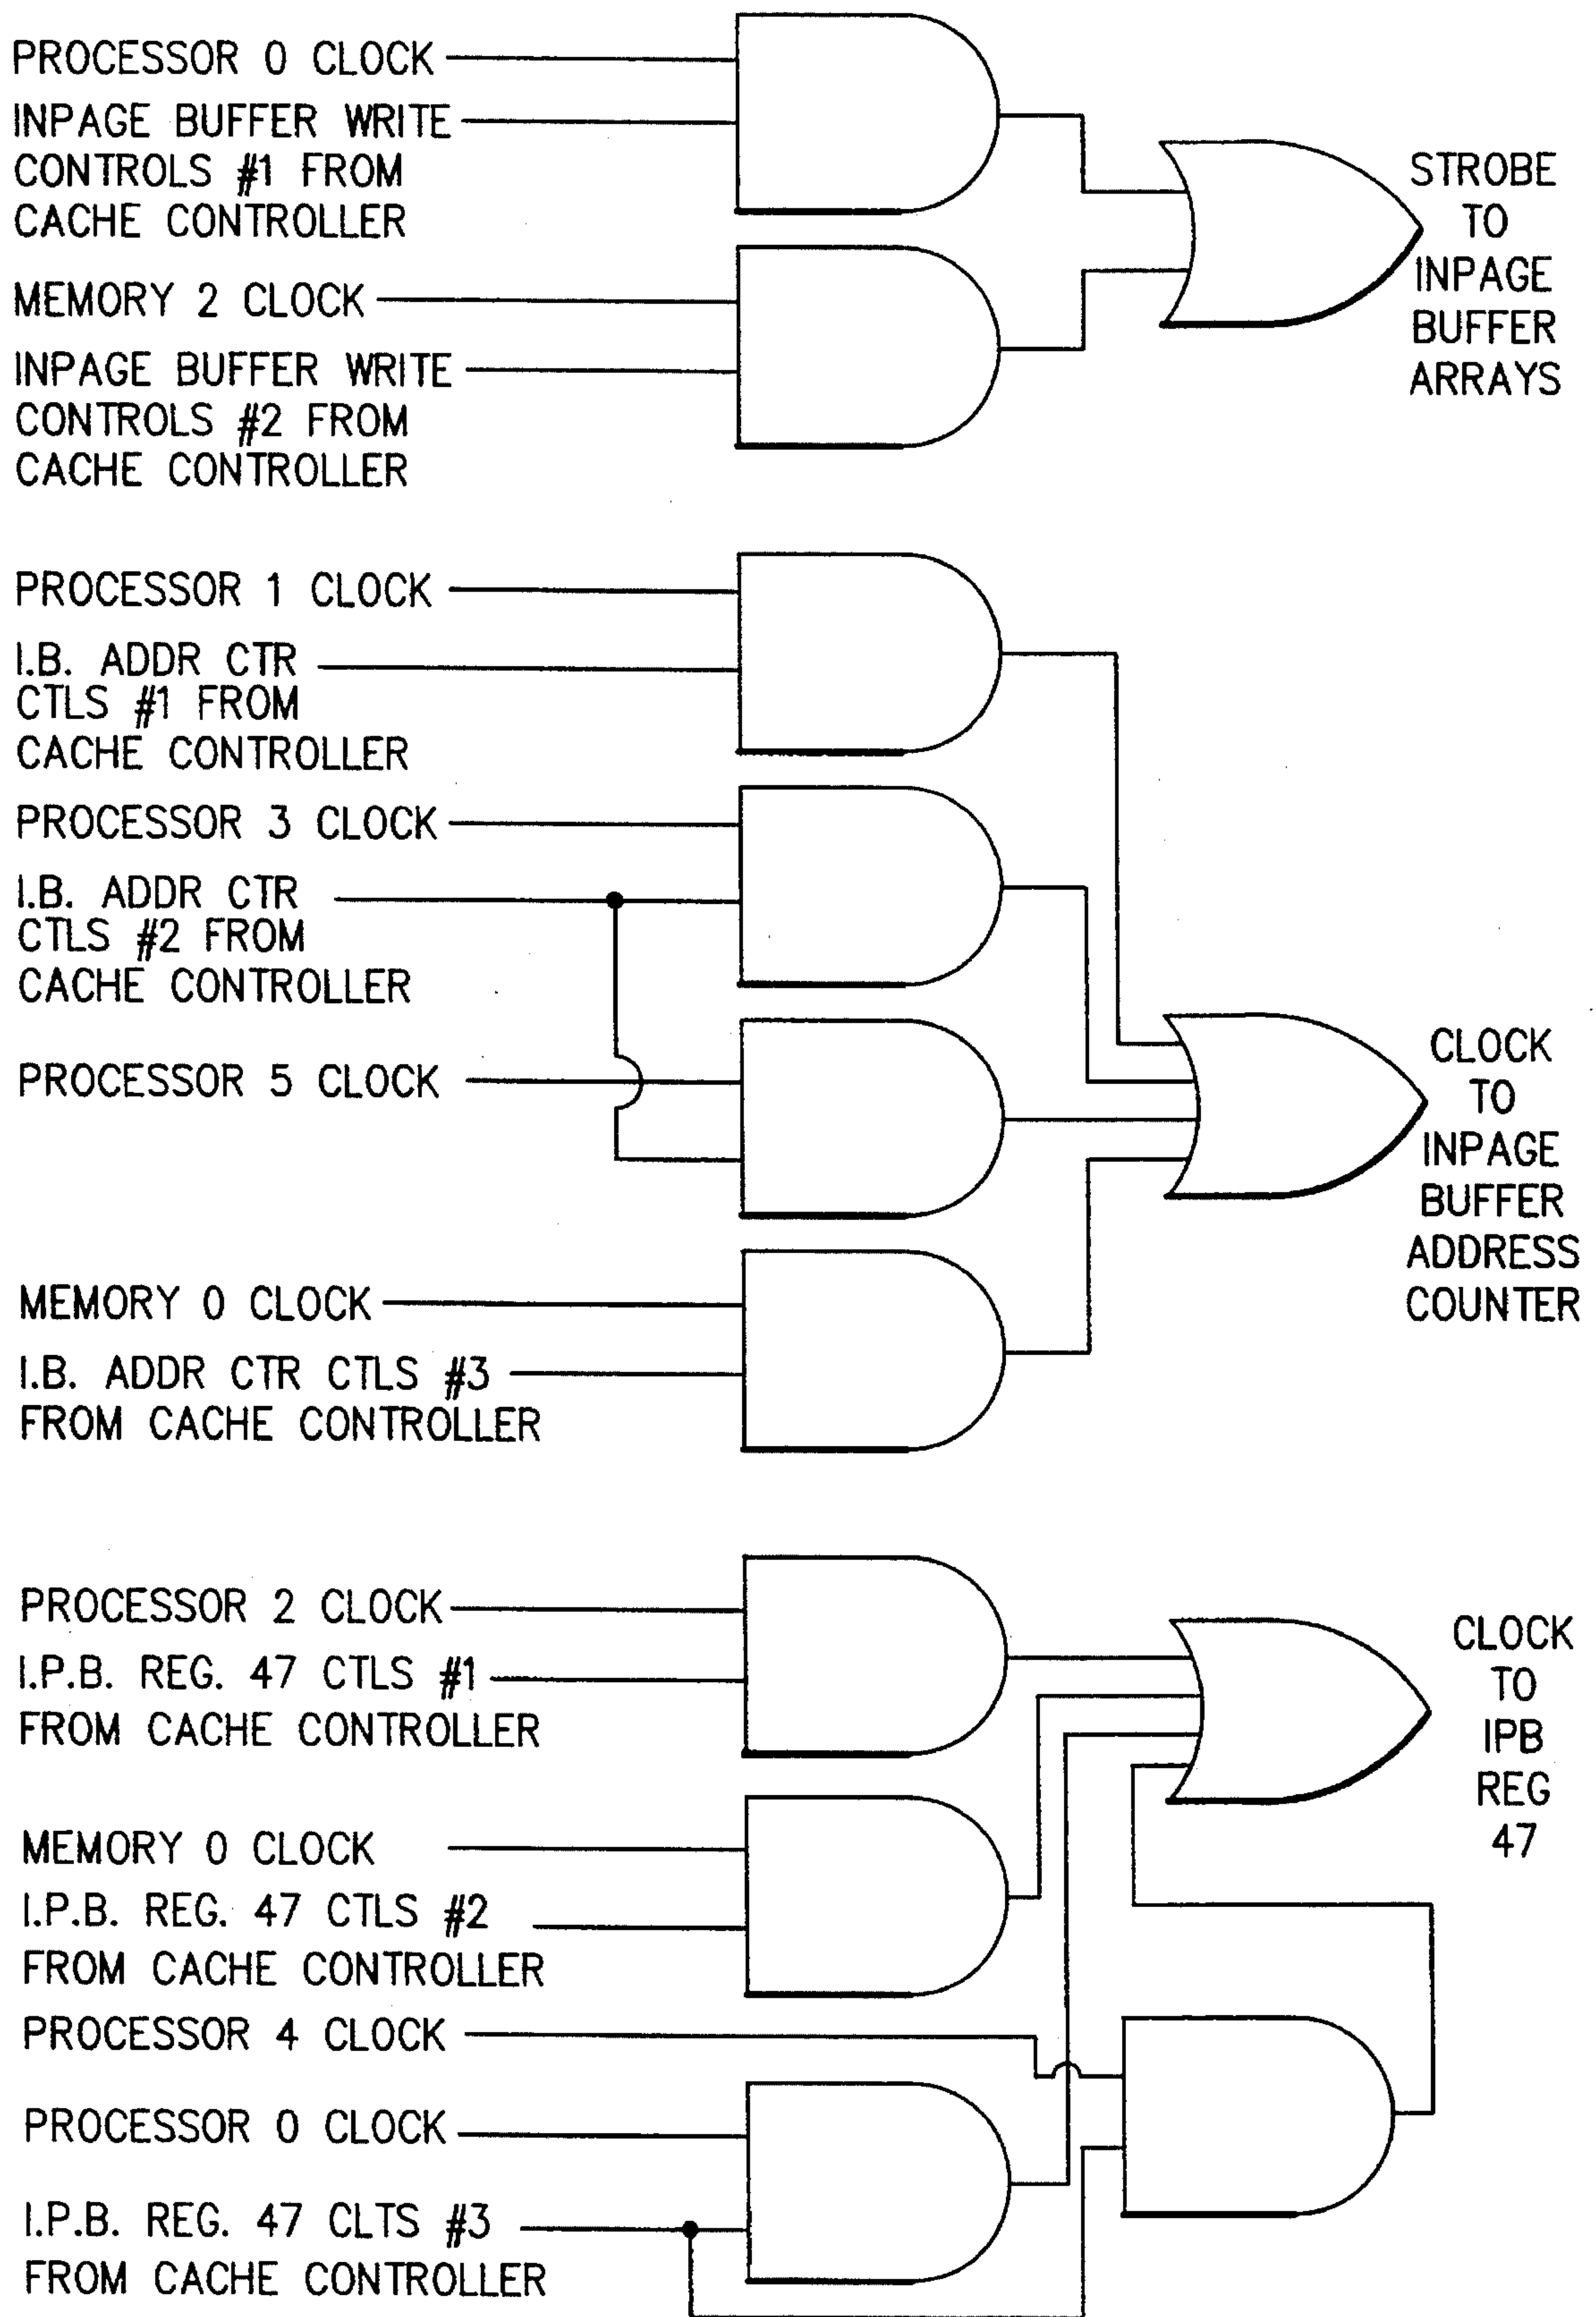 PROCESSOR 0 CLOCK
INPAGE BUFFER WRITE
CONTROLS #1 FROM
CACHE CONTROLLER
MEMORY 2 CLOCK
INPAGE BUFFER WRITE
CONTROLS #2 FROM
CACHE CONTROLLER
STROBE
TO
INPAGE
BUFFER
ARRAYS
PROCESSOR 1 CLOCK
I.B. ADDR CTR
CTLS #1 FROM
CACHE CONTROLLER
PROCESSOR 3 CLOCK
I.B. ADDR CTR
CTLS #2 FROM
CACHE CONTROLLER
PROCESSOR 5 CLOCK
MEMORY 0 CLOCK
I.B. ADDR CTR CTLS #3
FROM CACHE CONTROLLER
CLOCK
TO
INPAGE
BUFFER
ADDRESS
COUNTER
PROCESSOR 2 CLOCK
I.P.B. REG. 47 CTLS #1
FROM CACHE CONTROLLER
MEMORY 0 CLOCK
I.P.B. REG. 47 CTLS #2
FROM CACHE CONTROLLER
PROCESSOR 4 CLOCK
PROCESSOR 0 CLOCK
I.P.B. REG. 47 CLTS #3
FROM CACHE CONTROLLER
CLOCK
TO
IPB
REG
47